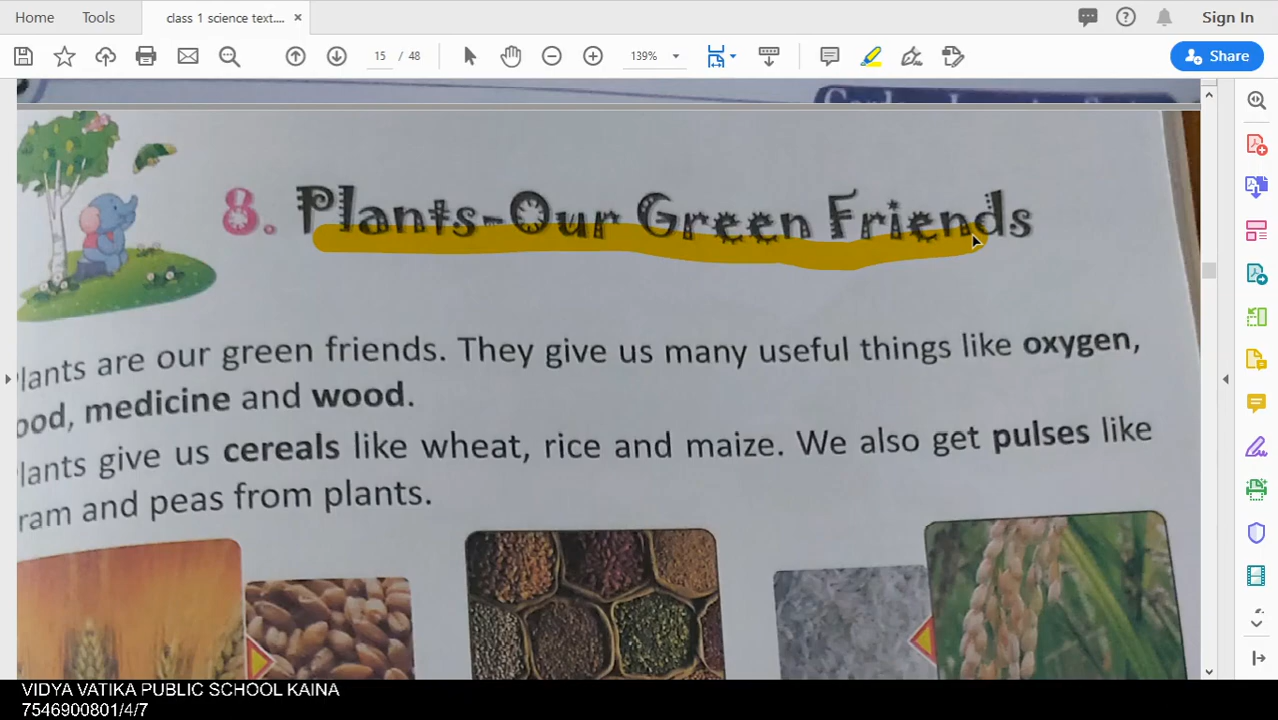 Home Tools class 1 science text.... × Sign In
15 / 48 139% Share
8. Plants-Our Green Friends
lants are our green friends. They give us many useful things like oxygen,
ood, medicine and wood.
lants give us cereals like wheat, rice and maize. We also get pulses like
ram and peas from plants.
VIDYA VATIKA PUBLIC SCHOOL KAINA
7546900801/4/7